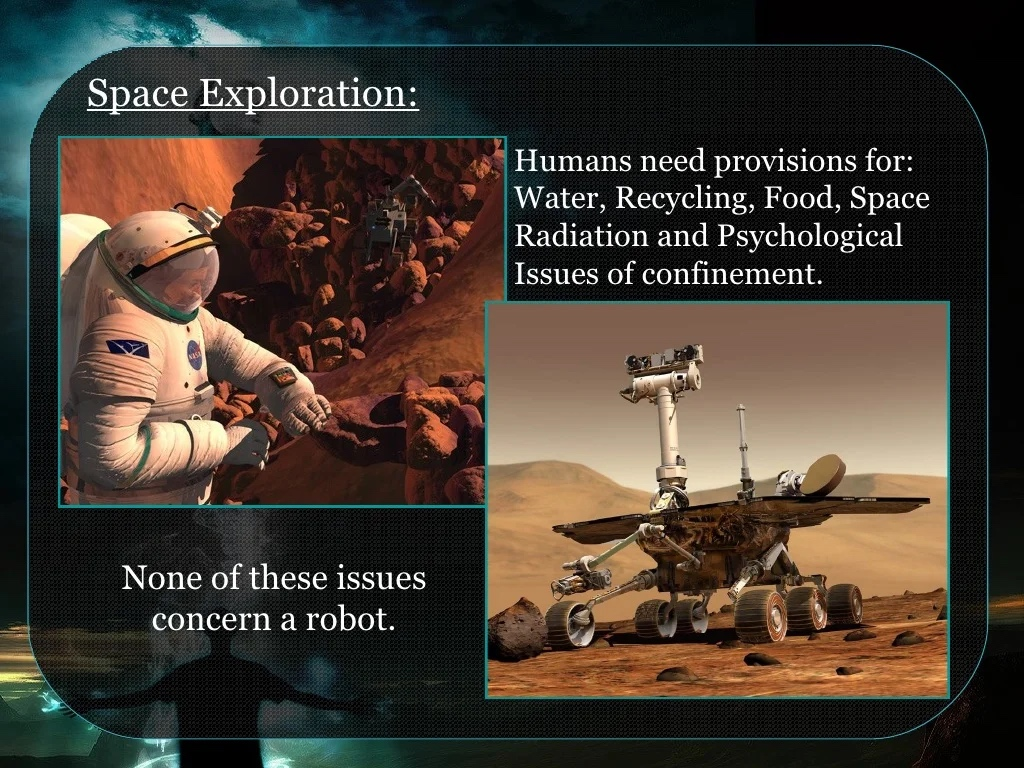 Space Exploration:
Humans need provisions for:
Water, Recycling, Food, Space
Radiation and Psychological
Issues of confinement.
NASA
None of these issues
concern a robot.